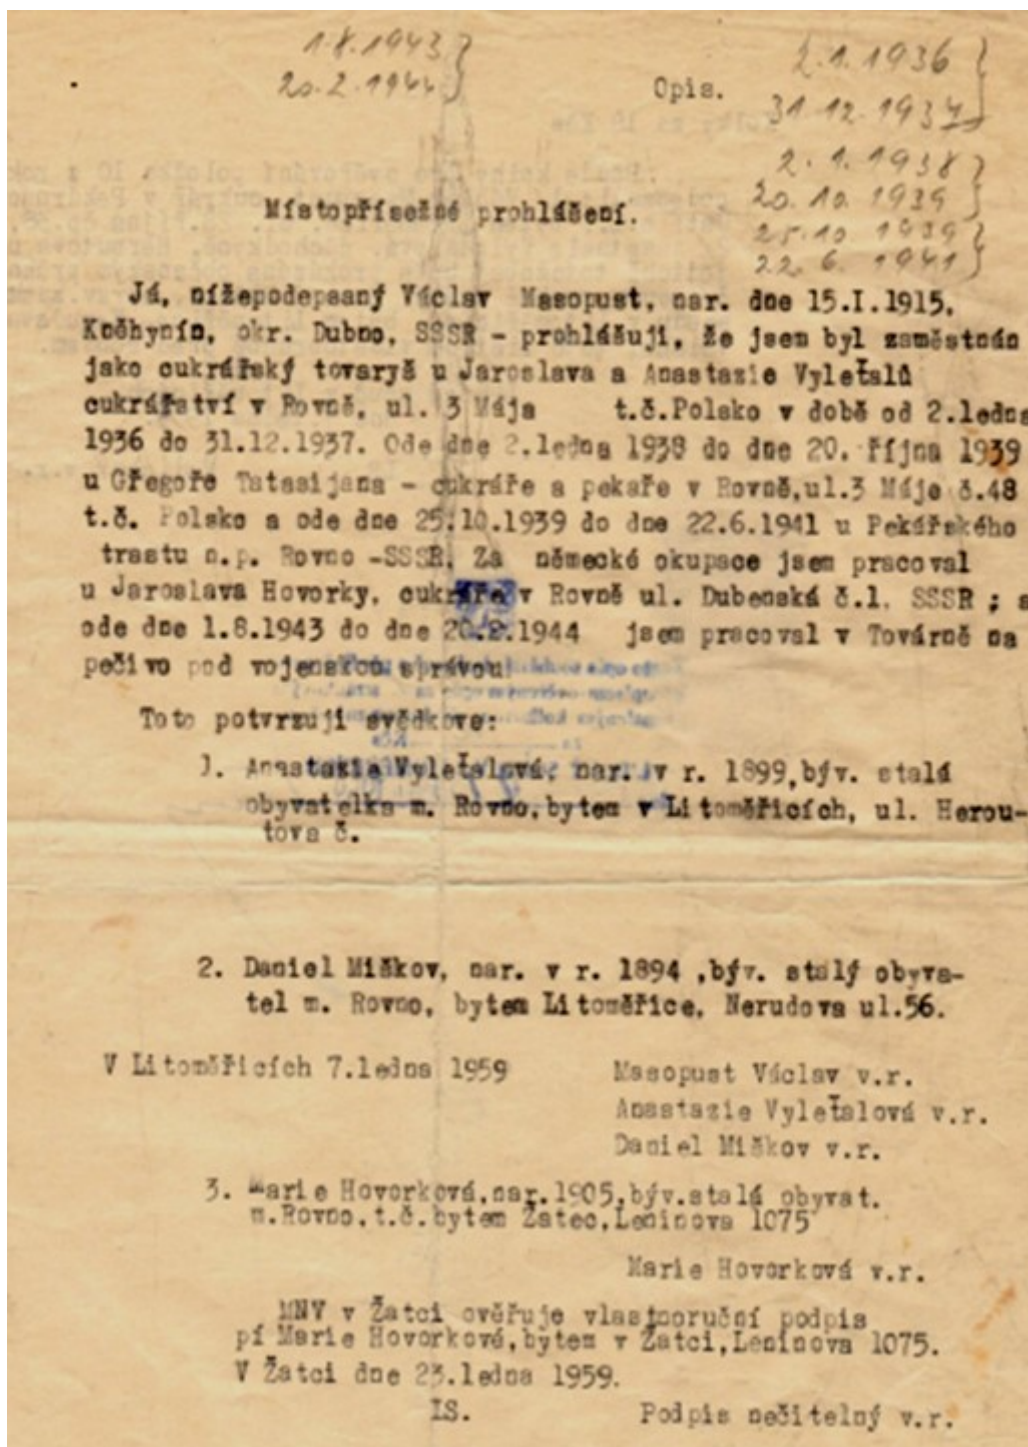 1.8.1943
20.2.1944
2.1.1936
Opis.
31.12.1937
2.1.1938
20.10.1939
25.10 1939
22.6.1941
Místopřísežné prohlášení.
Já, nížepodepsaný Václav Masopust, nar. dne 15.I.1915,
okr. Dubno, SSSR - prohlášuji, že jsem byl zaměstnán
jako cukrářský tovaryš u Jaroslava a Anastazie Vyleťalů
cukrářství v Rovně, ul. 3 Mája t.č.Polsko v době od 2.ledna
1936 do 31.12.1937. Ode dne 2.ledna 1938 do dne 20. října 1939
u Gřegoře Tatasijana - cukráře a pekaře v Rovně,ul.3 Máje č.48
t.č. Polsko a ode dne 25.10.1939 do dne 22.6.1941 u Pekářského
trastu n.p. Rovno -SSSR. Za německé okupace jsem pracoval
u Jaroslava Hovorky, cukráře v Rovně ul. Dubenská č.1. SSSR ; a
ode dne 1.8.1943 do dne 20.2.1944 jsem pracoval v Továrně na
pečivo pod vojenskou správou
Toto potvrzují svědkove:
1. Anastazie Vyleťalová, nar. v r. 1899,býv. stalá
obyvatelka m. Rovno,bytem v Litoměřicích, ul. Herou-
tova č.
2. Daniel Miškov, nar. v r. 1894 ,býv. stalý obyva-
tel m. Rovno, bytem Litoměřice, Nerudova ul.56.
V Litoměřicích 7.ledna 1959
Masopust Václav v.r.
Anastazie Vyleťalová v.r.
Daniel Miškov v.r.
3. Marie Hovorková,nar.1905,býv.stalá obyvat.
m.Rovno,t.č.bytem Žatec,Leninova 1075
Marie Hovorková v.r.
MNV v Žatci ověřuje vlastnoruční podpis
pí Marie Hovorkové,bytem v Žatci,Leninova 1075.
V Žatci dne 23.ledna 1959.
LS. Podpis nečitelný v.r.